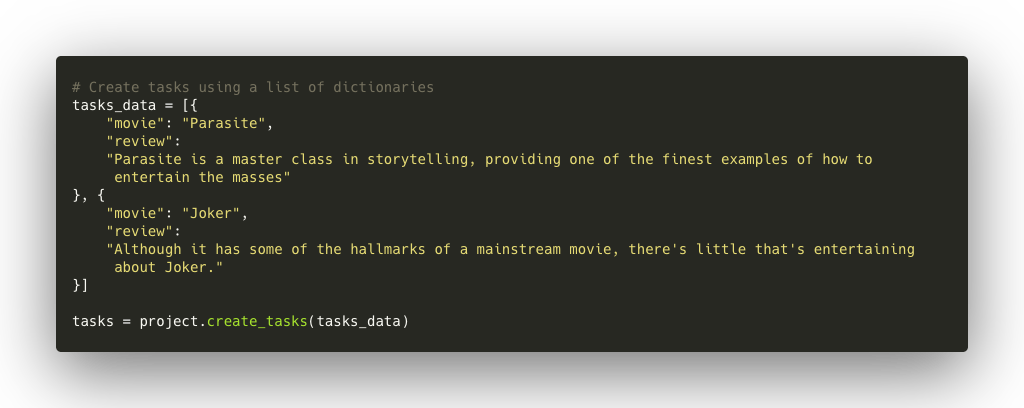 # Create tasks using a list of dictionaries
tasks_data = [{
    "movie": "Parasite",
    "review":
    "Parasite is a master class in storytelling, providing one of the finest examples of how to
     entertain the masses"
}, {
    "movie": "Joker",
    "review":
    "Although it has some of the hallmarks of a mainstream movie, there's little that's entertaining
     about Joker."
}]

tasks = project.create_tasks(tasks_data)